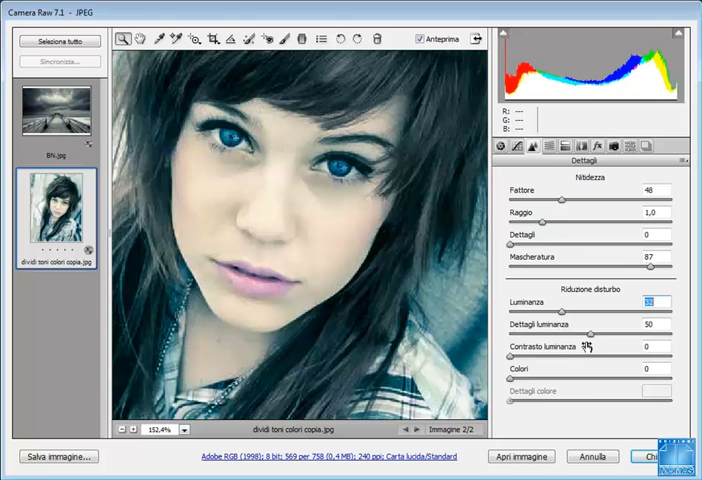 Camera Raw 7.1 - JPEG
Seleziona tutto
Sincronizza...
Anteprima
BN.jpg
dividi toni colori copia.jpg
R: ---
G: ---
B: ---
Dettagli
Nitidezza
Fattore 48
Raggio 1,0
Dettagli 0
Mascheratura 87
Riduzione disturbo
Luminanza 32
Dettagli luminanza 50
Contrasto luminanza 0
Colori 0
Dettagli colore
152,4%
dividi toni colori copia.jpg
Immagine 2/2
Salva immagine...
Adobe RGB (1998); 8 bit; 569 per 758 (0,4 MB); 240 ppi; Carta lucida/Standard
Apri immagine
Annulla
Chi